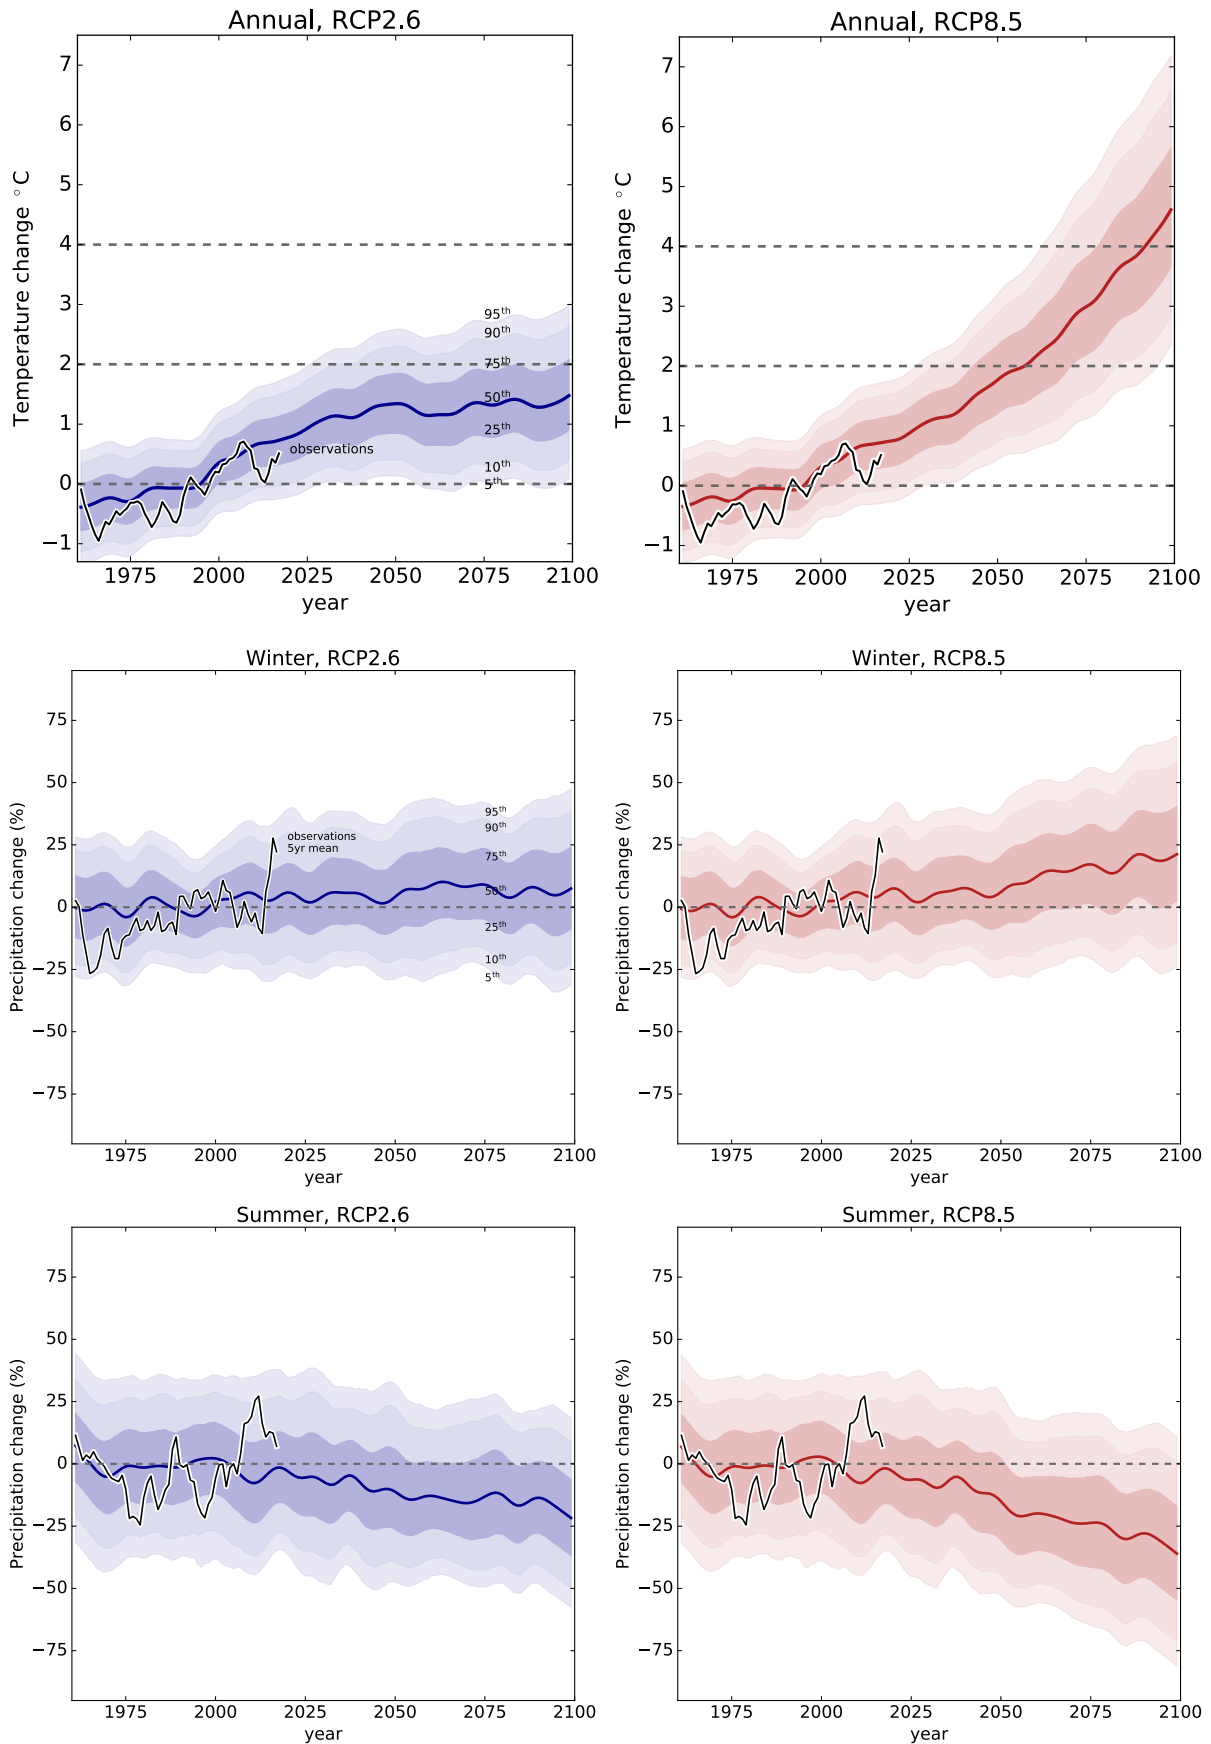 Annual, RCP2.6
Temperature change °C
7
6
5
4
3
2
1
0
−1
95th
90th
75th
50th
25th
10th
5th
observations
1975
2000
2025
2050
2075
2100
year
Annual, RCP8.5
Temperature change °C
7
6
5
4
3
2
1
0
−1
1975
2000
2025
2050
2075
2100
year
Winter, RCP2.6
Precipitation change (%)
75
50
25
0
−25
−50
−75
observations
5yr mean
95th
90th
75th
50th
25th
10th
5th
1975
2000
2025
2050
2075
2100
year
Winter, RCP8.5
Precipitation change (%)
75
50
25
0
−25
−50
−75
1975
2000
2025
2050
2075
2100
year
Summer, RCP2.6
Precipitation change (%)
75
50
25
0
−25
−50
−75
1975
2000
2025
2050
2075
2100
year
Summer, RCP8.5
Precipitation change (%)
75
50
25
0
−25
−50
−75
1975
2000
2025
2050
2075
2100
year